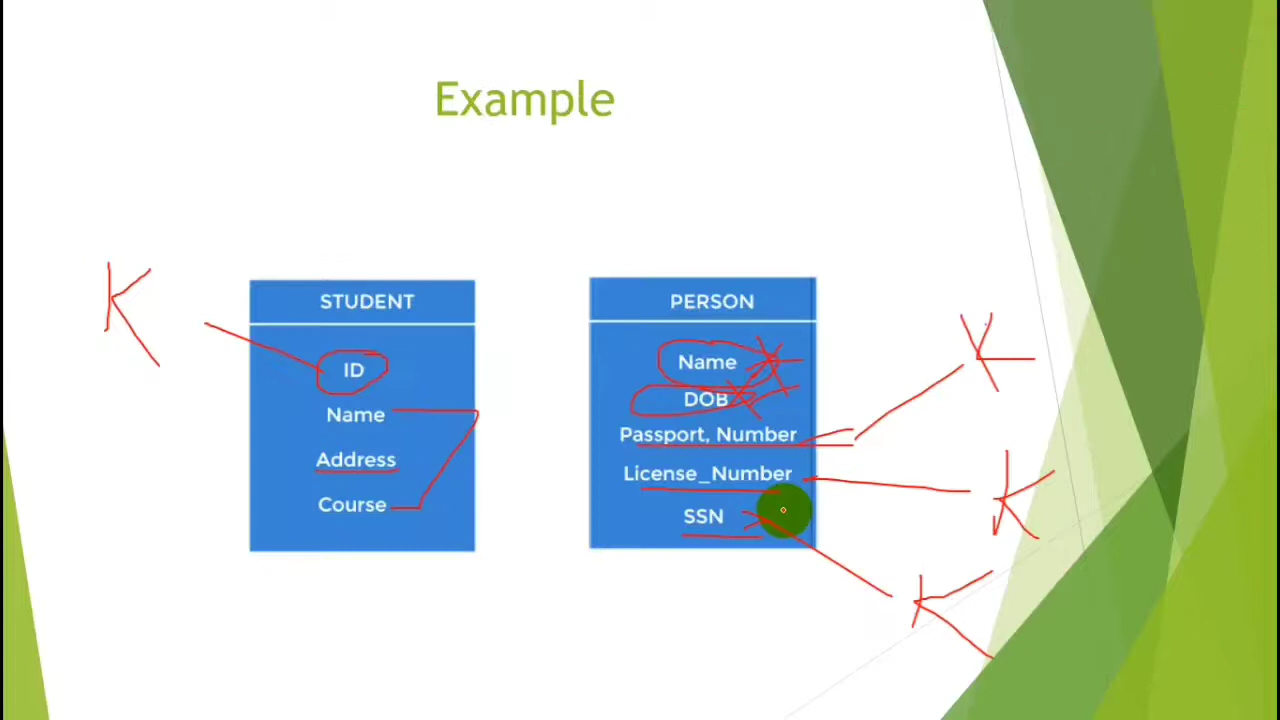 Example
K
STUDENT
ID
Name
Address
Course
PERSON
Name
DOB
Passport, Number
License_Number
SSN
K
K
K